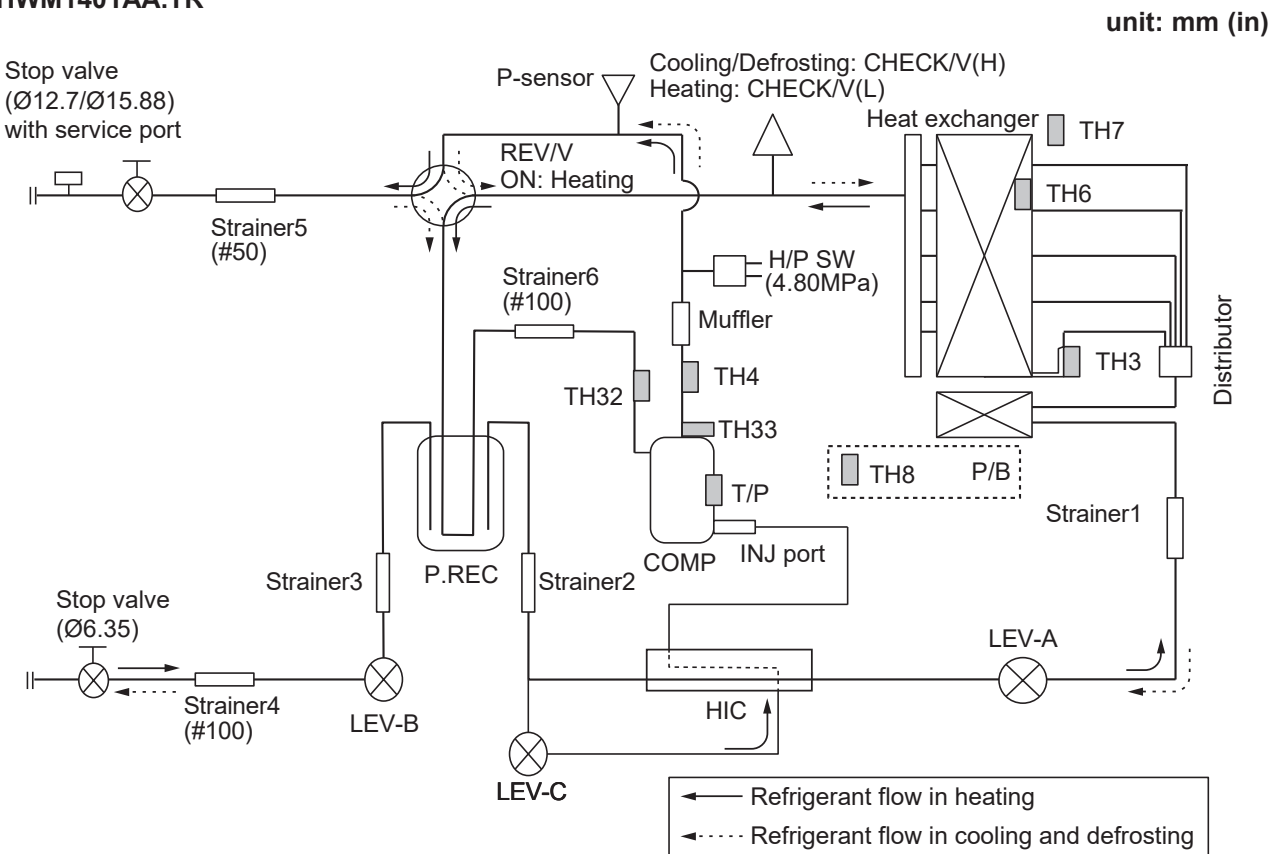 unit: mm (in)
Stop valve
(Ø12.7/Ø15.88)
with service port
P-sensor
Cooling/Defrosting: CHECK/V(H)
Heating: CHECK/V(L)
Heat exchanger
TH7
REV/V
ON: Heating
TH6
Strainer5
(#50)
Strainer6
(#100)
H/P SW
(4.80MPa)
Muffler
Distributor
TH3
TH4
TH32
TH33
TH8
P/B
T/P
Strainer1
INJ port
COMP
P.REC
Strainer3
Strainer2
Stop valve
(Ø6.35)
LEV-A
Strainer4
(#100)
LEV-B
HIC
LEV-C
Refrigerant flow in heating
Refrigerant flow in cooling and defrosting